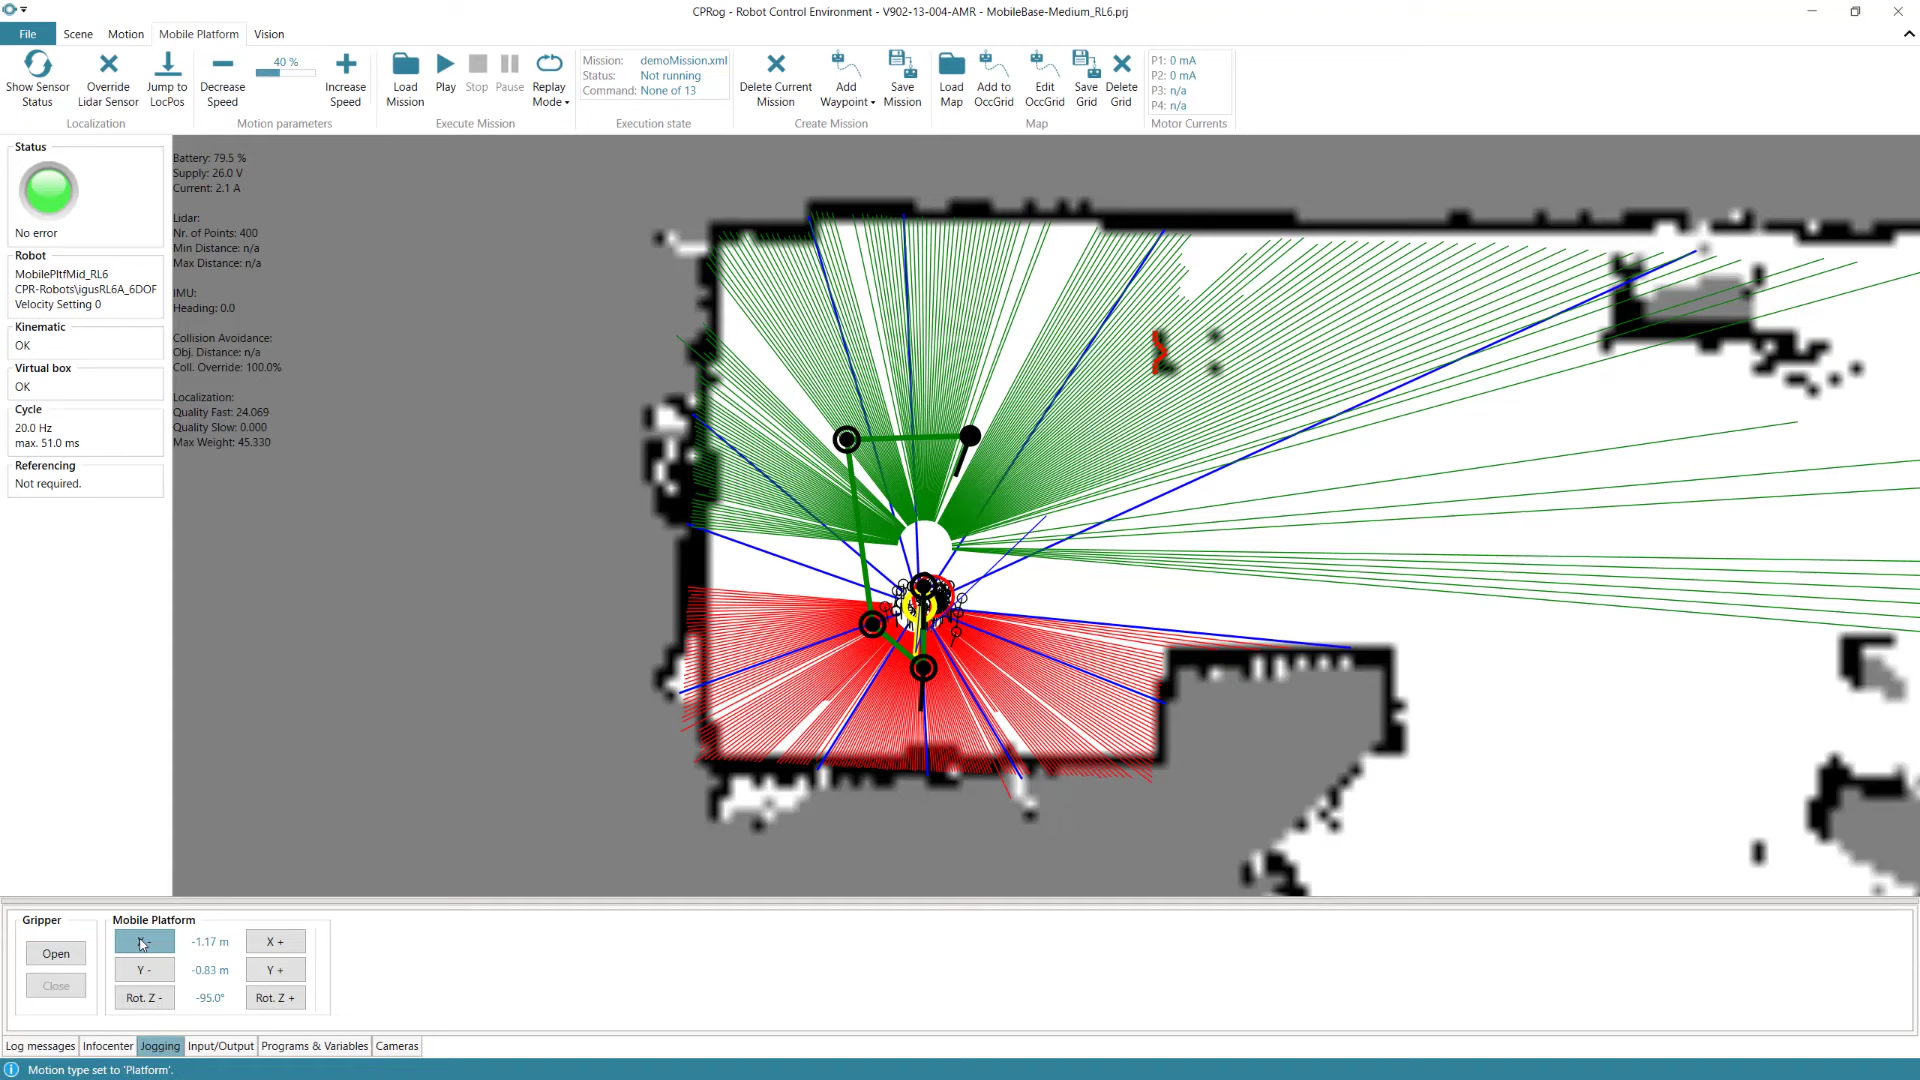 CPRog - Robot Control Environment - V902-13-004-AMR - MobileBase-Medium_RL6.prj
File Scene Motion Mobile Platform Vision
Show Sensor Status
Override Lidar Sensor
Jump to LocPos
Localization
Decrease Speed
40 %
Increase Speed
Motion parameters
Load Mission
Play
Stop
Pause
Replay Mode
Execute Mission
Mission: demoMission.xml
Status: Not running
Command: None of 13
Execution state
Delete Current Mission
Add Waypoint
Save Mission
Create Mission
Load Map
Add to OccGrid
Edit OccGrid
Save Grid
Delete Grid
Map
P1: 0 mA
P2: 0 mA
P3: n/a
P4: n/a
Motor Currents
Status
No error
Robot
MobilePltfMid_RL6
CPR-Robots\igusRL6A_6DOF
Velocity Setting 0
Kinematic
OK
Virtual box
OK
Cycle
20.0 Hz
max. 51.0 ms
Referencing
Not required.
Battery: 79.5 %
Supply: 26.0 V
Current: 2.1 A
Lidar:
Nr. of Points: 400
Min Distance: n/a
Max Distance: n/a
IMU:
Heading: 0.0
Collision Avoidance:
Obj. Distance: n/a
Coll. Override: 100.0%
Localization:
Quality Fast: 24.069
Quality Slow: 0.000
Max Weight: 45.330
Gripper
Open
Close
Mobile Platform
X - -1.17 m X +
Y - -0.83 m Y +
Rot. Z - -95.0° Rot. Z +
Log messages Infocenter Jogging Input/Output Programs & Variables Cameras
Motion type set to 'Platform'.